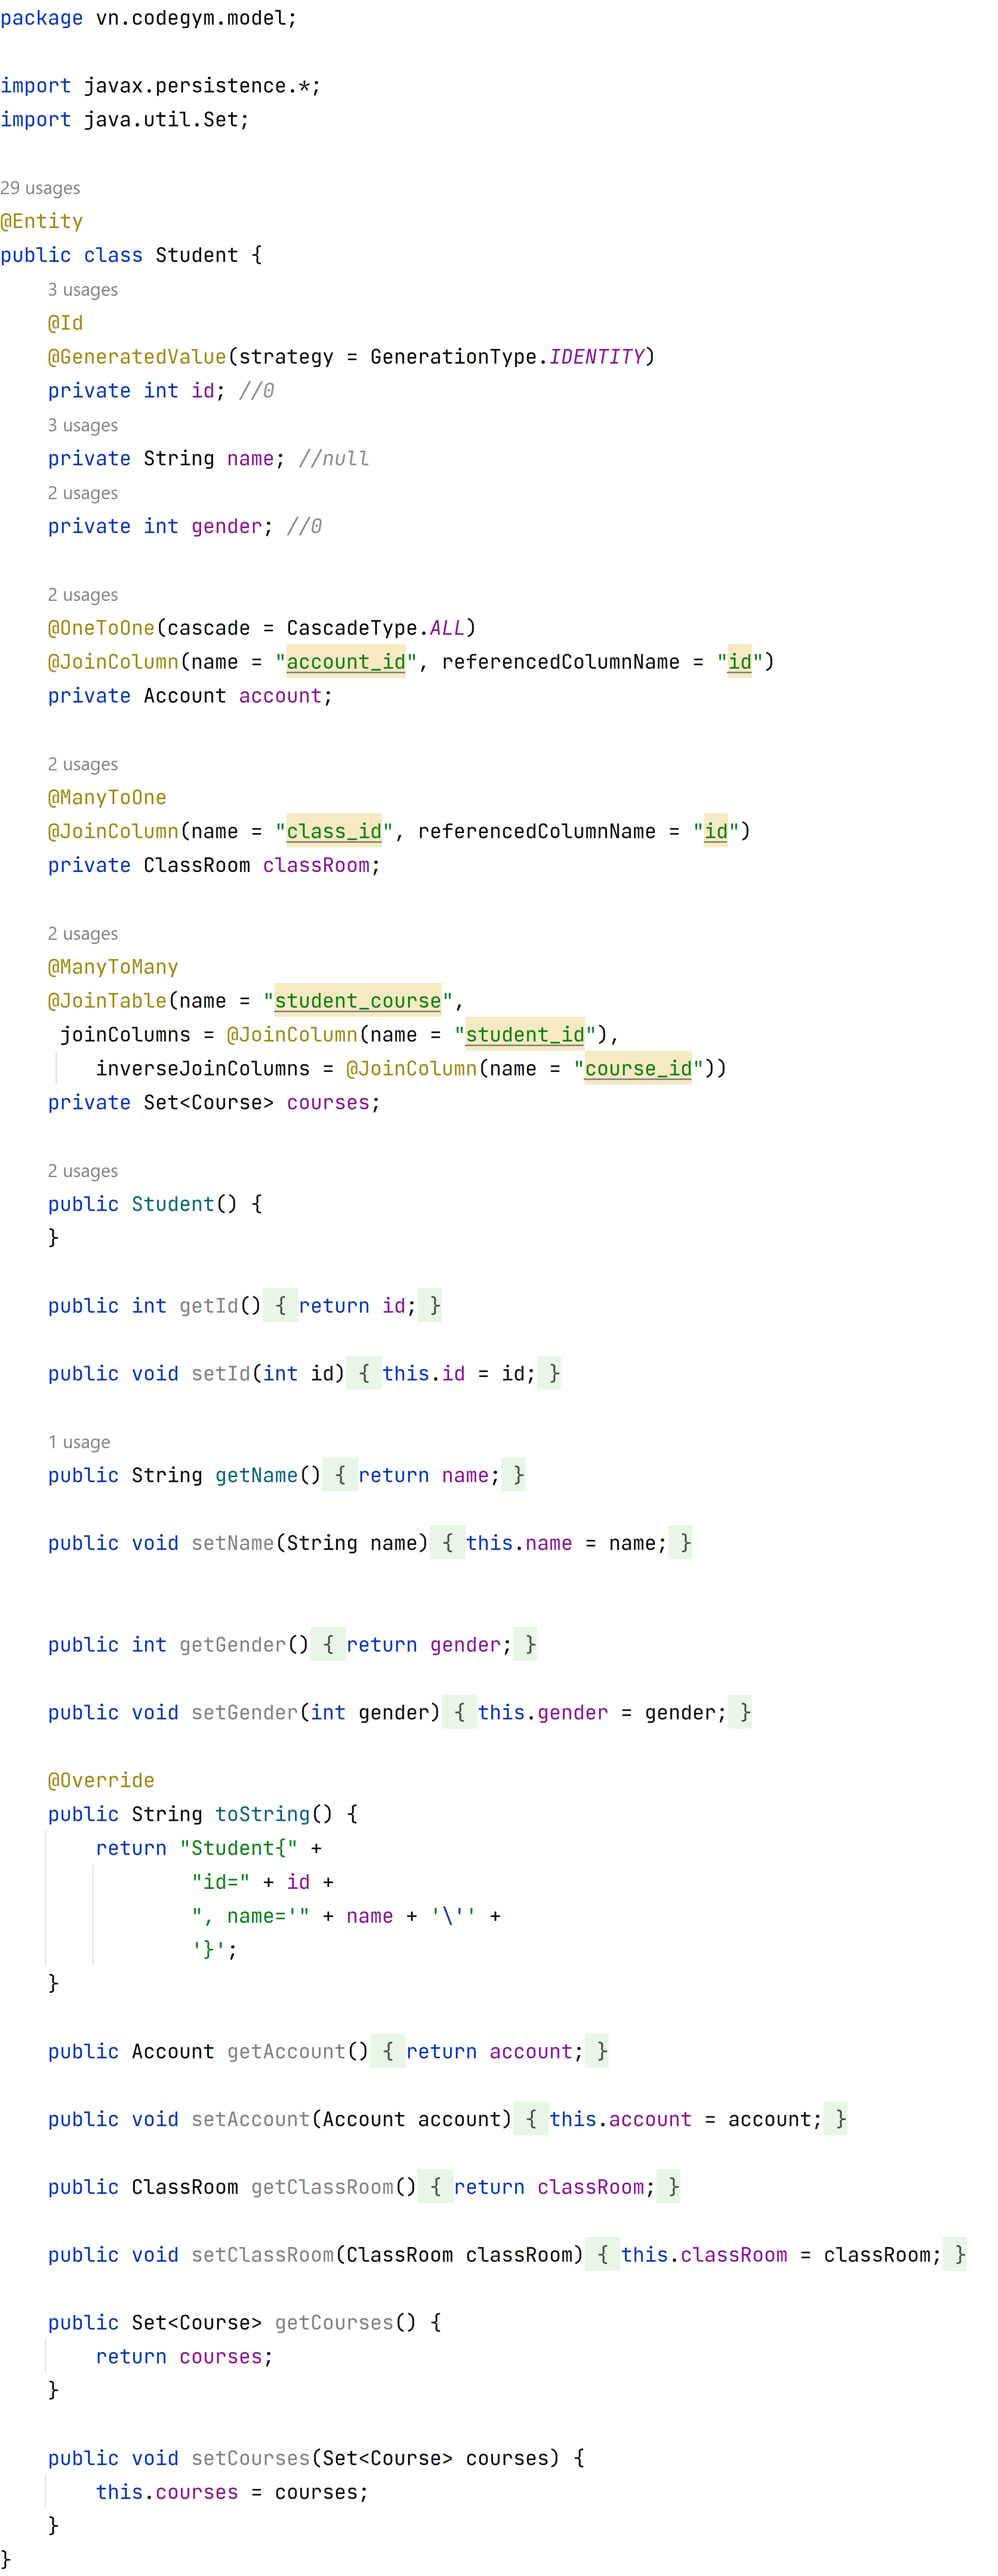 package vn.codegym.model;

import javax.persistence.*;
import java.util.Set;

29 usages
@Entity
public class Student {
    3 usages
    @Id
    @GeneratedValue(strategy = GenerationType.IDENTITY)
    private int id; //0
    3 usages
    private String name; //null
    2 usages
    private int gender; //0

    2 usages
    @OneToOne(cascade = CascadeType.ALL)
    @JoinColumn(name = "account_id", referencedColumnName = "id")
    private Account account;

    2 usages
    @ManyToOne
    @JoinColumn(name = "class_id", referencedColumnName = "id")
    private ClassRoom classRoom;

    2 usages
    @ManyToMany
    @JoinTable(name = "student_course",
     joinColumns = @JoinColumn(name = "student_id"),
        inverseJoinColumns = @JoinColumn(name = "course_id"))
    private Set<Course> courses;

    2 usages
    public Student() {
    }

    public int getId() { return id; }

    public void setId(int id) { this.id = id; }

    1 usage
    public String getName() { return name; }

    public void setName(String name) { this.name = name; }


    public int getGender() { return gender; }

    public void setGender(int gender) { this.gender = gender; }

    @Override
    public String toString() {
        return "Student{" +
                "id=" + id +
                ", name='" + name + '\'' +
                '}';
    }

    public Account getAccount() { return account; }

    public void setAccount(Account account) { this.account = account; }

    public ClassRoom getClassRoom() { return classRoom; }

    public void setClassRoom(ClassRoom classRoom) { this.classRoom = classRoom; }

    public Set<Course> getCourses() {
        return courses;
    }

    public void setCourses(Set<Course> courses) {
        this.courses = courses;
    }
}